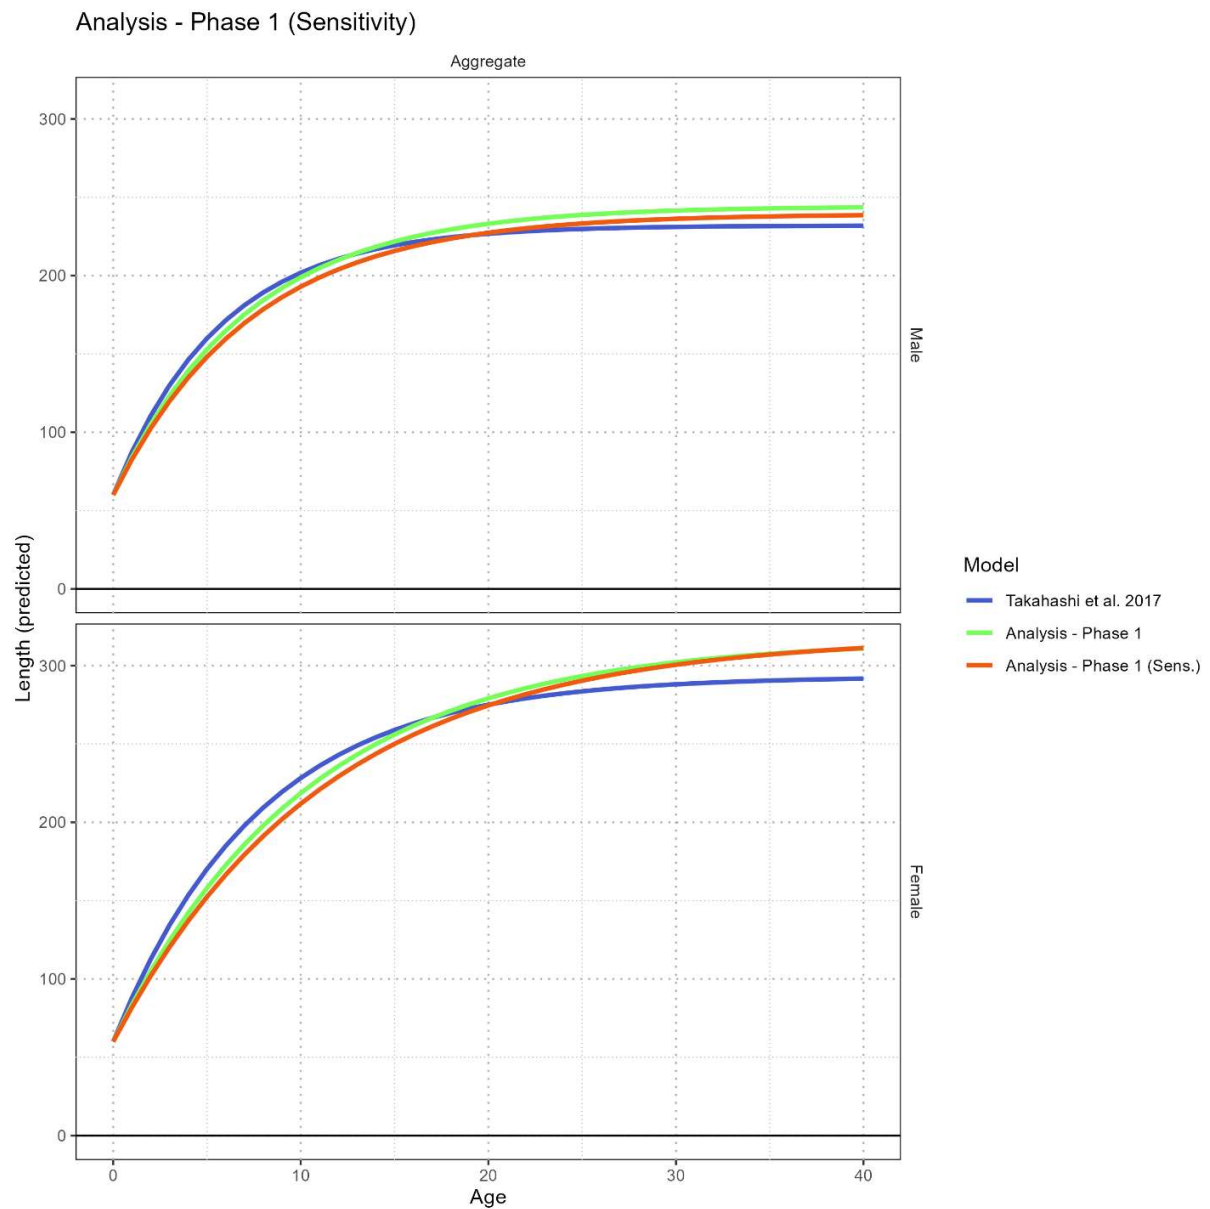 Analysis - Phase 1 (Sensitivity)
Aggregate
300
200
100
0
Male
Length (predicted)
300
200
100
0
Female
0 10 20 30 40
Age
Model
Takahashi et al. 2017
Analysis - Phase 1
Analysis - Phase 1 (Sens.)